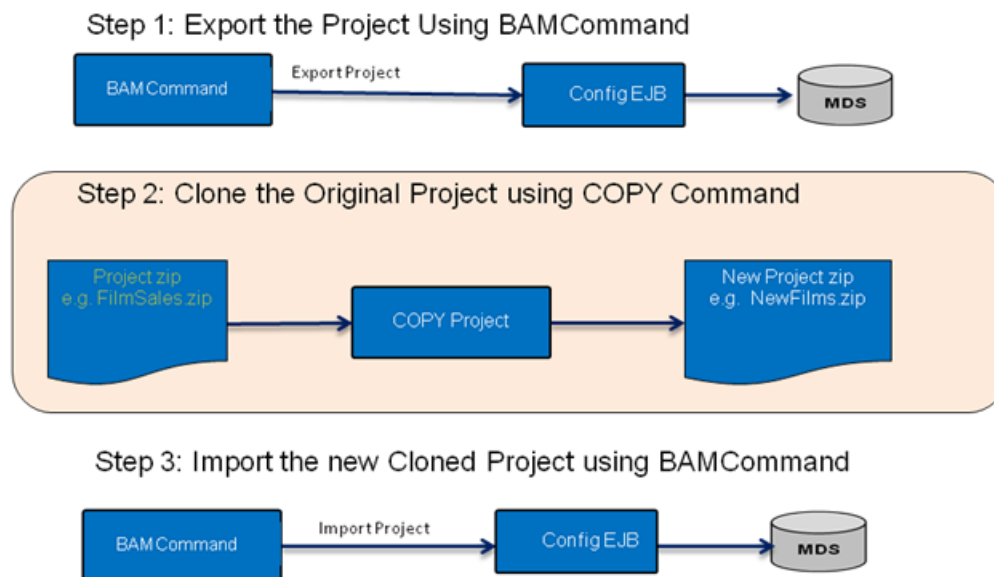 Step 1: Export the Project Using BAMCommand
BAMCommand
Export Project
Config EJB
MDS
Step 2: Clone the Original Project using COPY Command
Project zip
e.g. FilmSales.zip
COPY Project
New Project zip
e.g. NewFilms.zip
Step 3: Import the new Cloned Project using BAMCommand
BAMCommand
Import Project
Config EJB
MDS